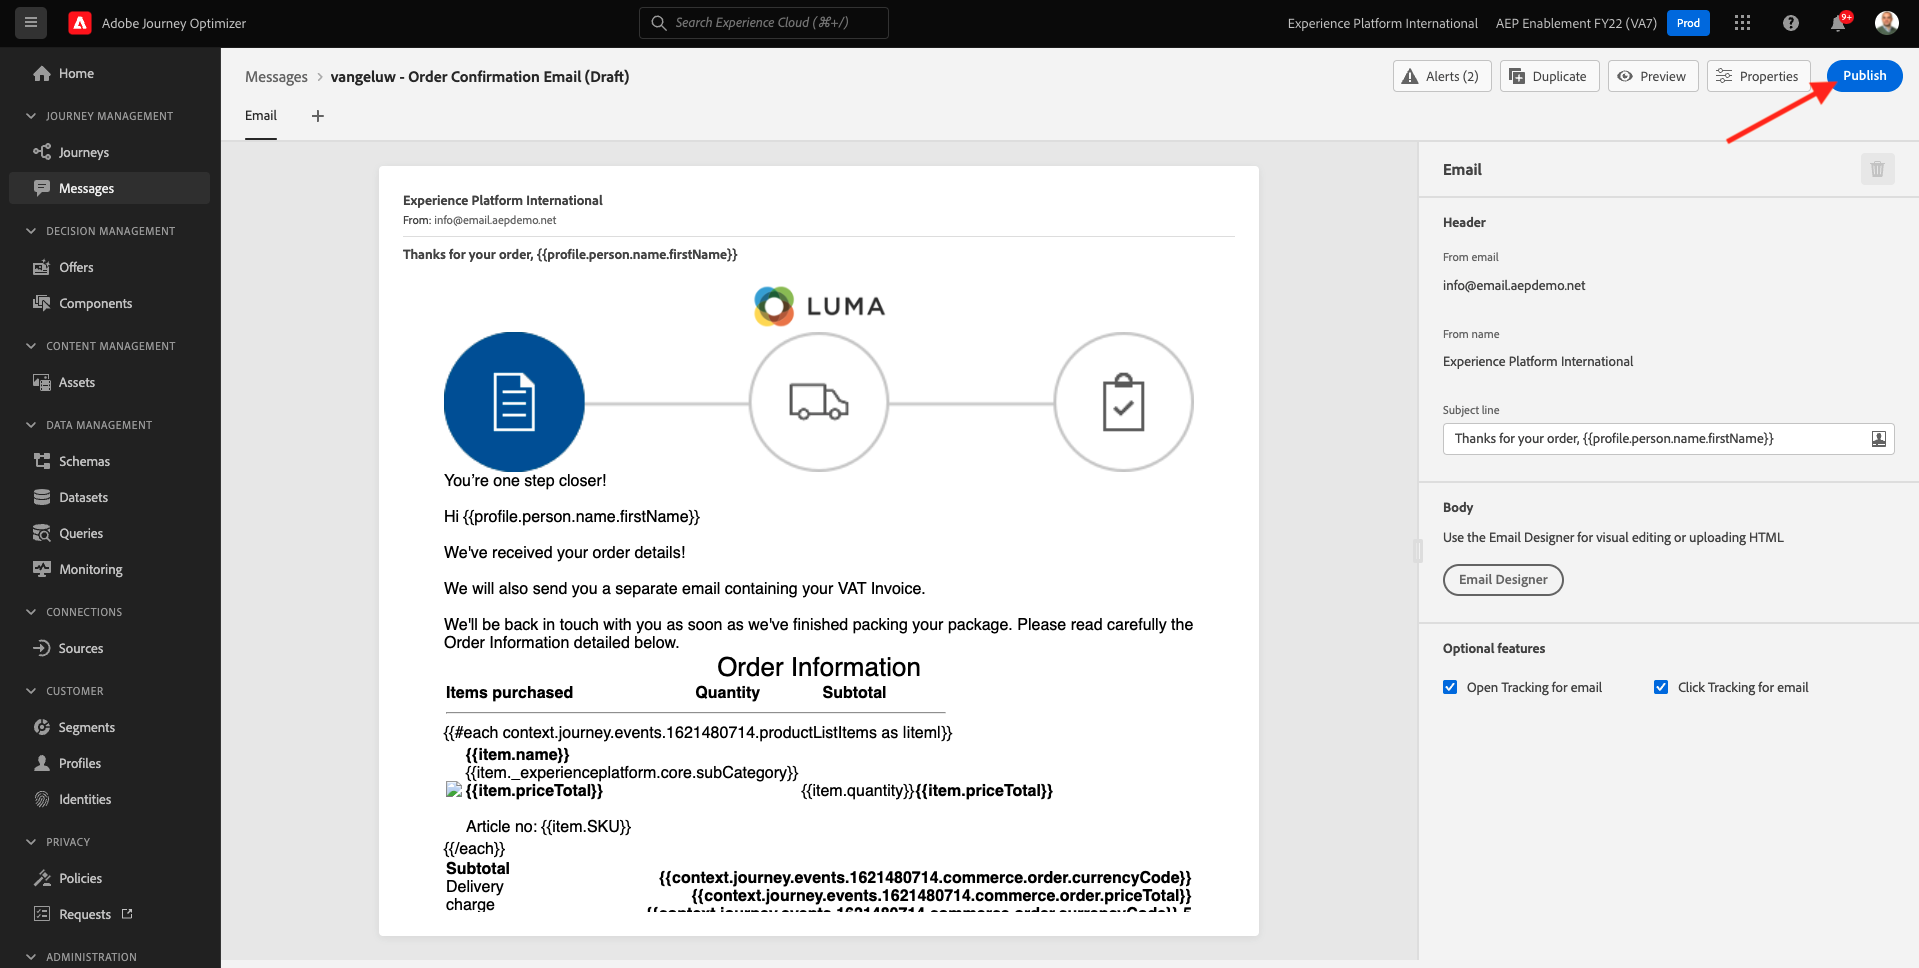 Adobe Journey Optimizer
Search Experience Cloud (⌘+/)
Experience Platform International
AEP Enablement FY22 (VA7)
Prod
9+
Home
JOURNEY MANAGEMENT
Journeys
Messages
DECISION MANAGEMENT
Offers
Components
CONTENT MANAGEMENT
Assets
DATA MANAGEMENT
Schemas
Datasets
Queries
Monitoring
CONNECTIONS
Sources
CUSTOMER
Segments
Profiles
Identities
PRIVACY
Policies
Requests
ADMINISTRATION
Messages > vangeluw - Order Confirmation Email (Draft)
Alerts (2)
Duplicate
Preview
Properties
Publish
Email
Experience Platform International
From: info@email.aepdemo.net
Thanks for your order, {{profile.person.name.firstName}}
LUMA
You're one step closer!
Hi {{profile.person.name.firstName}}
We've received your order details!
We will also send you a separate email containing your VAT Invoice.
We'll be back in touch with you as soon as we've finished packing your package. Please read carefully the
Order Information detailed below.
Order Information
Items purchased Quantity Subtotal
{{#each context.journey.events.1621480714.productListItems as |item|}}
{{item.name}}
{{item._experienceplatform.core.subCategory}}
{{item.priceTotal}} {{item.quantity}} {{item.priceTotal}}
Article no: {{item.SKU}}
{{/each}}
Subtotal
Delivery
charge
{{context.journey.events.1621480714.commerce.order.currencyCode}}
{{context.journey.events.1621480714.commerce.order.priceTotal}}
{{context.journey.events.1621480714.commerce.order.currencyCode}} 5
Email
Header
From email
info@email.aepdemo.net
From name
Experience Platform International
Subject line
Thanks for your order, {{profile.person.name.firstName}}
Body
Use the Email Designer for visual editing or uploading HTML
Email Designer
Optional features
Open Tracking for email
Click Tracking for email